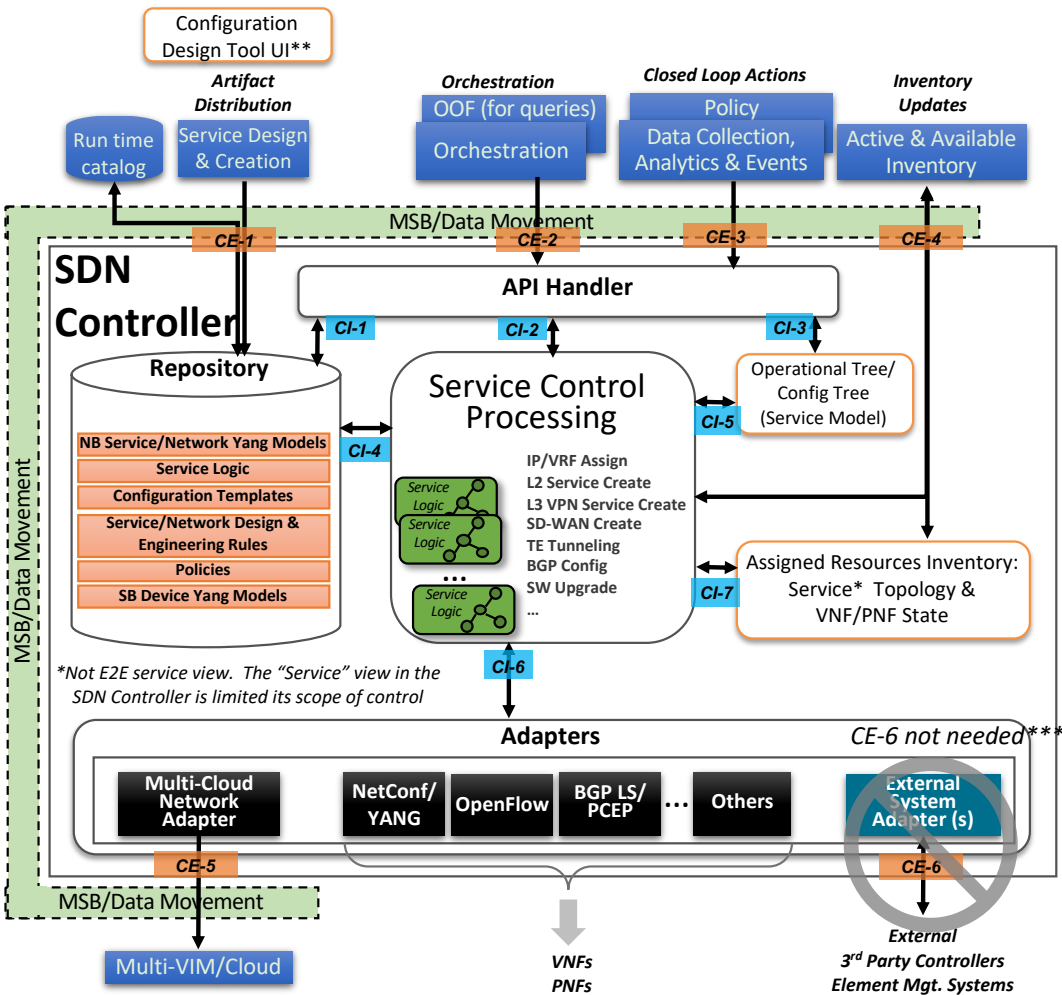 Configuration
Design Tool UI**
Artifact
Distribution
Orchestration
Closed Loop Actions
Inventory
Updates
Run time
catalog
Service Design
& Creation
OOF (for queries)
Orchestration
Policy
Data Collection,
Analytics & Events
Active & Available
Inventory
MSB/Data Movement
CE-1
CE-2
CE-3
CE-4
SDN
Controller
API Handler
CI-1
CI-2
CI-3
Repository
NB Service/Network Yang Models
Service Logic
Configuration Templates
Service/Network Design &
Engineering Rules
Policies
SB Device Yang Models
CI-4
Service Control
Processing
IP/VRF Assign
L2 Service Create
L3 VPN Service Create
SD-WAN Create
TE Tunneling
BGP Config
SW Upgrade
...
Service
Logic
Service
Logic
...
Service
Logic
CI-5
Operational Tree/
Config Tree
(Service Model)
CI-7
Assigned Resources Inventory:
Service* Topology &
VNF/PNF State
MSB/Data Movement
*Not E2E service view. The “Service” view in the
SDN Controller is limited its scope of control
CI-6
Adapters
CE-6 not needed***
Multi-Cloud
Network
Adapter
NetConf/
YANG
OpenFlow
BGP LS/
PCEP
...
Others
External
System
Adapter (s)
CE-5
CE-6
MSB/Data Movement
Multi-VIM/Cloud
VNFs
PNFs
External
3rd Party Controllers
Element Mgt. Systems